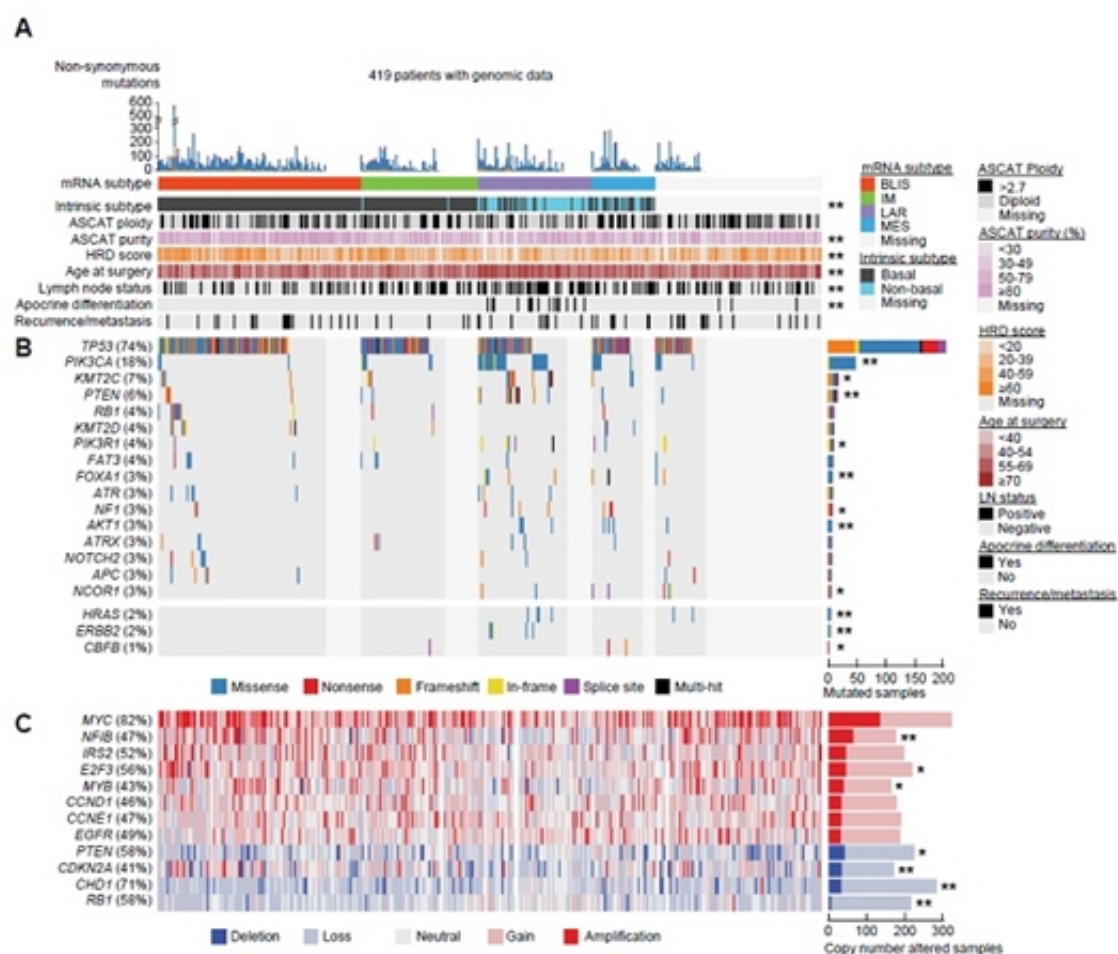 A
Non-synonymous
mutations
419 patients with genomic data
600
500
300
200
100
0
mRNA subtype
Intrinsic subtype
**
ASCAT ploidy
ASCAT purity
**
HRD score
**
Age at surgery
**
Lymph node status
**
Apocrine differentiation
**
Recurrence/metastasis
mRNA subtype
BLIS
IM
LAR
MES
Missing
Intrinsic subtype
Basal
Non-basal
Missing
ASCAT Ploidy
>2.7
Diploid
Missing
ASCAT purity (%)
<30
30-49
50-79
≥80
Missing
HRD score
<20
20-39
40-59
≥60
Missing
Age at surgery
<40
40-54
55-69
≥70
LN status
Positive
Negative
Apocrine differentiation
Yes
No
Recurrence/metastasis
Yes
No
B
TP53 (74%)
PIK3CA (18%) **
KMT2C (7%) *
PTEN (6%) **
RB1 (4%)
KMT2D (4%)
PIK3R1 (4%) *
FAT3 (4%)
FOXA1 (3%) **
ATR (3%)
NF1 (3%) *
AKT1 (3%) **
ATRX (3%)
NOTCH2 (3%)
APC (3%)
NCOR1 (3%) *
HRAS (2%) **
ERBB2 (2%) **
CBFB (1%) *
0 50 100 150 200
Mutated samples
Missense Nonsense Frameshift In-frame Splice site Multi-hit
C
MYC (82%)
NFIB (47%) **
IRS2 (52%)
E2F3 (56%) *
MYB (43%) *
CCND1 (46%)
CCNE1 (47%)
EGFR (49%)
PTEN (58%) *
CDKN2A (41%) **
CHD1 (71%) **
RB1 (58%) **
0 100 200 300
Copy number altered samples
Deletion Loss Neutral Gain Amplification